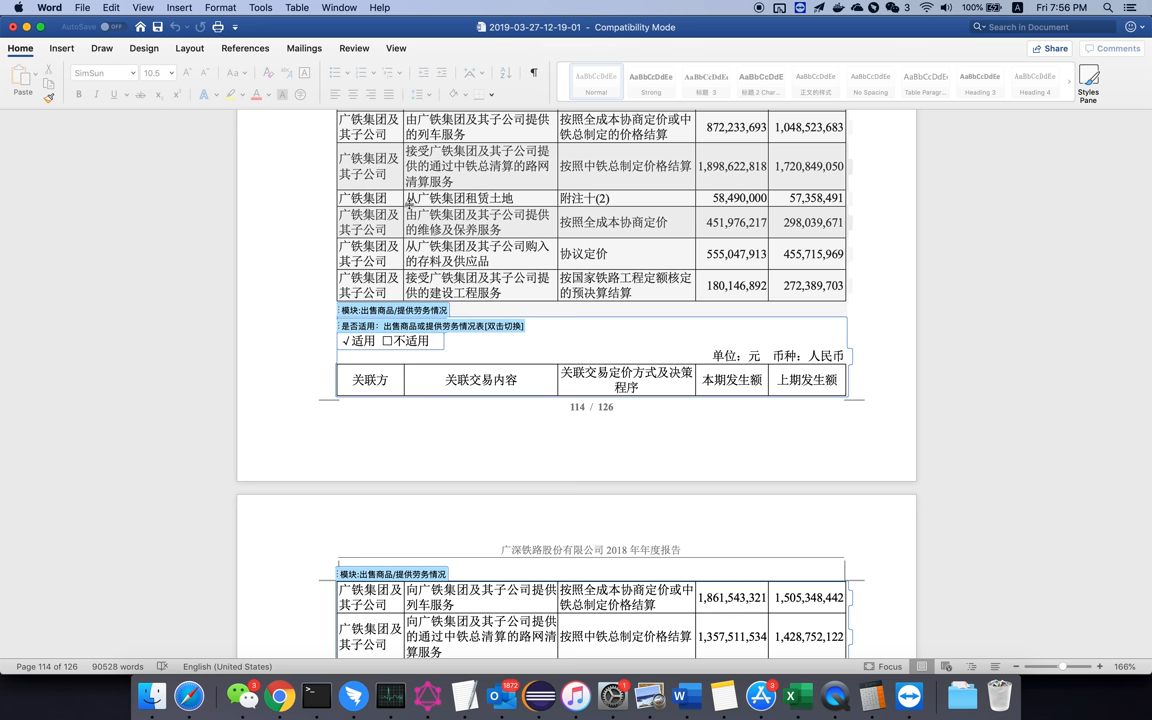 Word File Edit View Insert Format Tools Table Window Help
3 100% A Fri 7:56 PM
AutoSave OFF
2019-03-27-12-19-01 - Compatibility Mode
Search in Document
Home Insert Draw Design Layout References Mailings Review View
Share Comments
Paste
SimSun 10.5
AaBbCcDdEe Normal
AaBbCcDdEe Strong
标题 3
标题 2 Char...
正文的样式
No Spacing
Table Paragr...
Heading 3
Heading 4
Styles Pane
广铁集团及
其子公司
由广铁集团及其子公司提供
的列车服务
按照全成本协商定价或中
铁总制定的价格结算
872,233,693 1,048,523,683
广铁集团及
其子公司
接受广铁集团及其子公司提
供的通过中铁总清算的路网
清算服务
按照中铁总制定价格结算
1,898,622,818 1,720,849,050
广铁集团
从广铁集团租赁土地
附注十(2)
58,490,000 57,358,491
广铁集团及
其子公司
由广铁集团及其子公司提供
的维修及保养服务
按照全成本协商定价
451,976,217 298,039,671
广铁集团及
其子公司
从广铁集团及其子公司购入
的存料及供应品
协议定价
555,047,913 455,715,969
广铁集团及
其子公司
接受广铁集团及其子公司提
供的建设工程服务
按国家铁路工程定额核定
的预决算结算
180,146,892 272,389,703
模块:出售商品/提供劳务情况
是否适用：出售商品或提供劳务情况表[双击切换]
√适用 □不适用
单位：元 币种：人民币
关联方
关联交易内容
关联交易定价方式及决策
程序
本期发生额 上期发生额
114 / 126
广深铁路股份有限公司 2018 年年度报告
模块:出售商品/提供劳务情况
广铁集团及
其子公司
向广铁集团及其子公司提供
列车服务
按照全成本协商定价或中
铁总制定价格结算
1,861,543,321 1,505,348,442
广铁集团及
其子公司
向广铁集团及其子公司提供
的通过中铁总清算的路网清
算服务
按照中铁总制定价格结算
1,357,511,534 1,428,752,122
Page 114 of 126 90528 words English (United States)
Focus 166%
3 1872 1 3